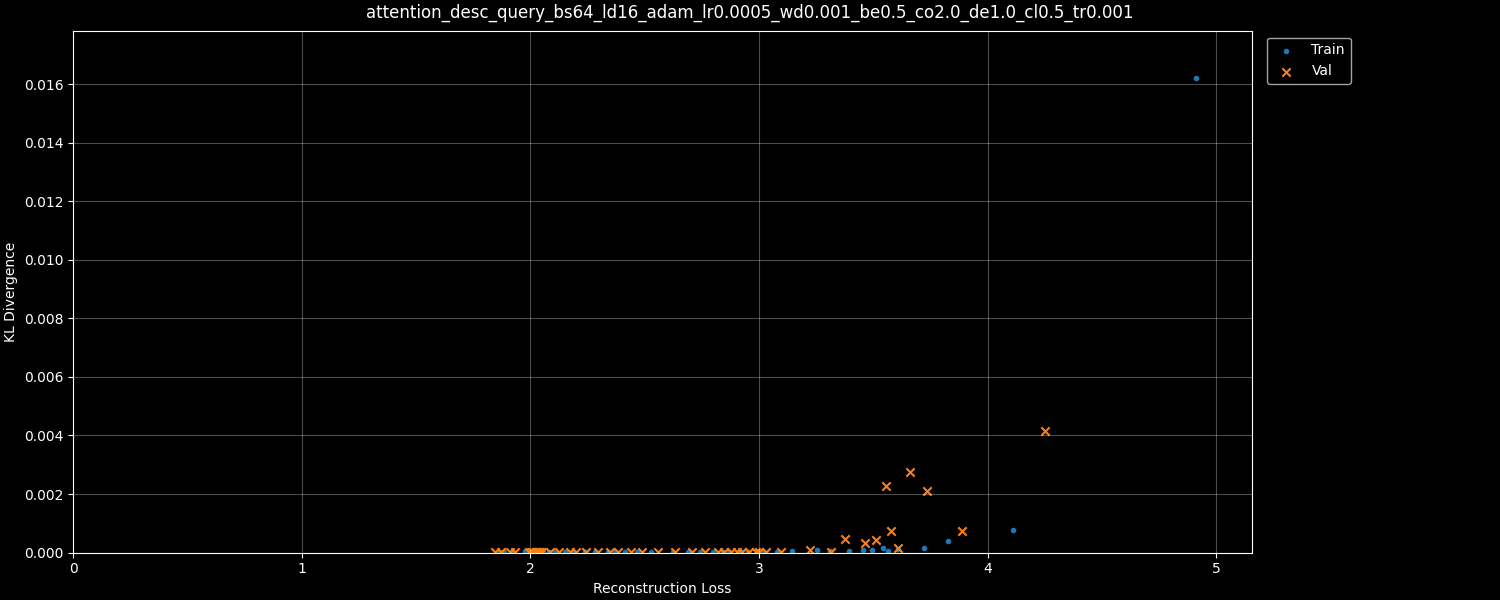 attention_desc_query_bs64_ld16_adam_lr0.0005_wd0.001_be0.5_co2.0_de1.0_cl0.5_tr0.001
Train
Val
KL Divergence
0.016
0.014
0.012
0.010
0.008
0.006
0.004
0.002
0.000
0 1 2 3 4 5
Reconstruction Loss